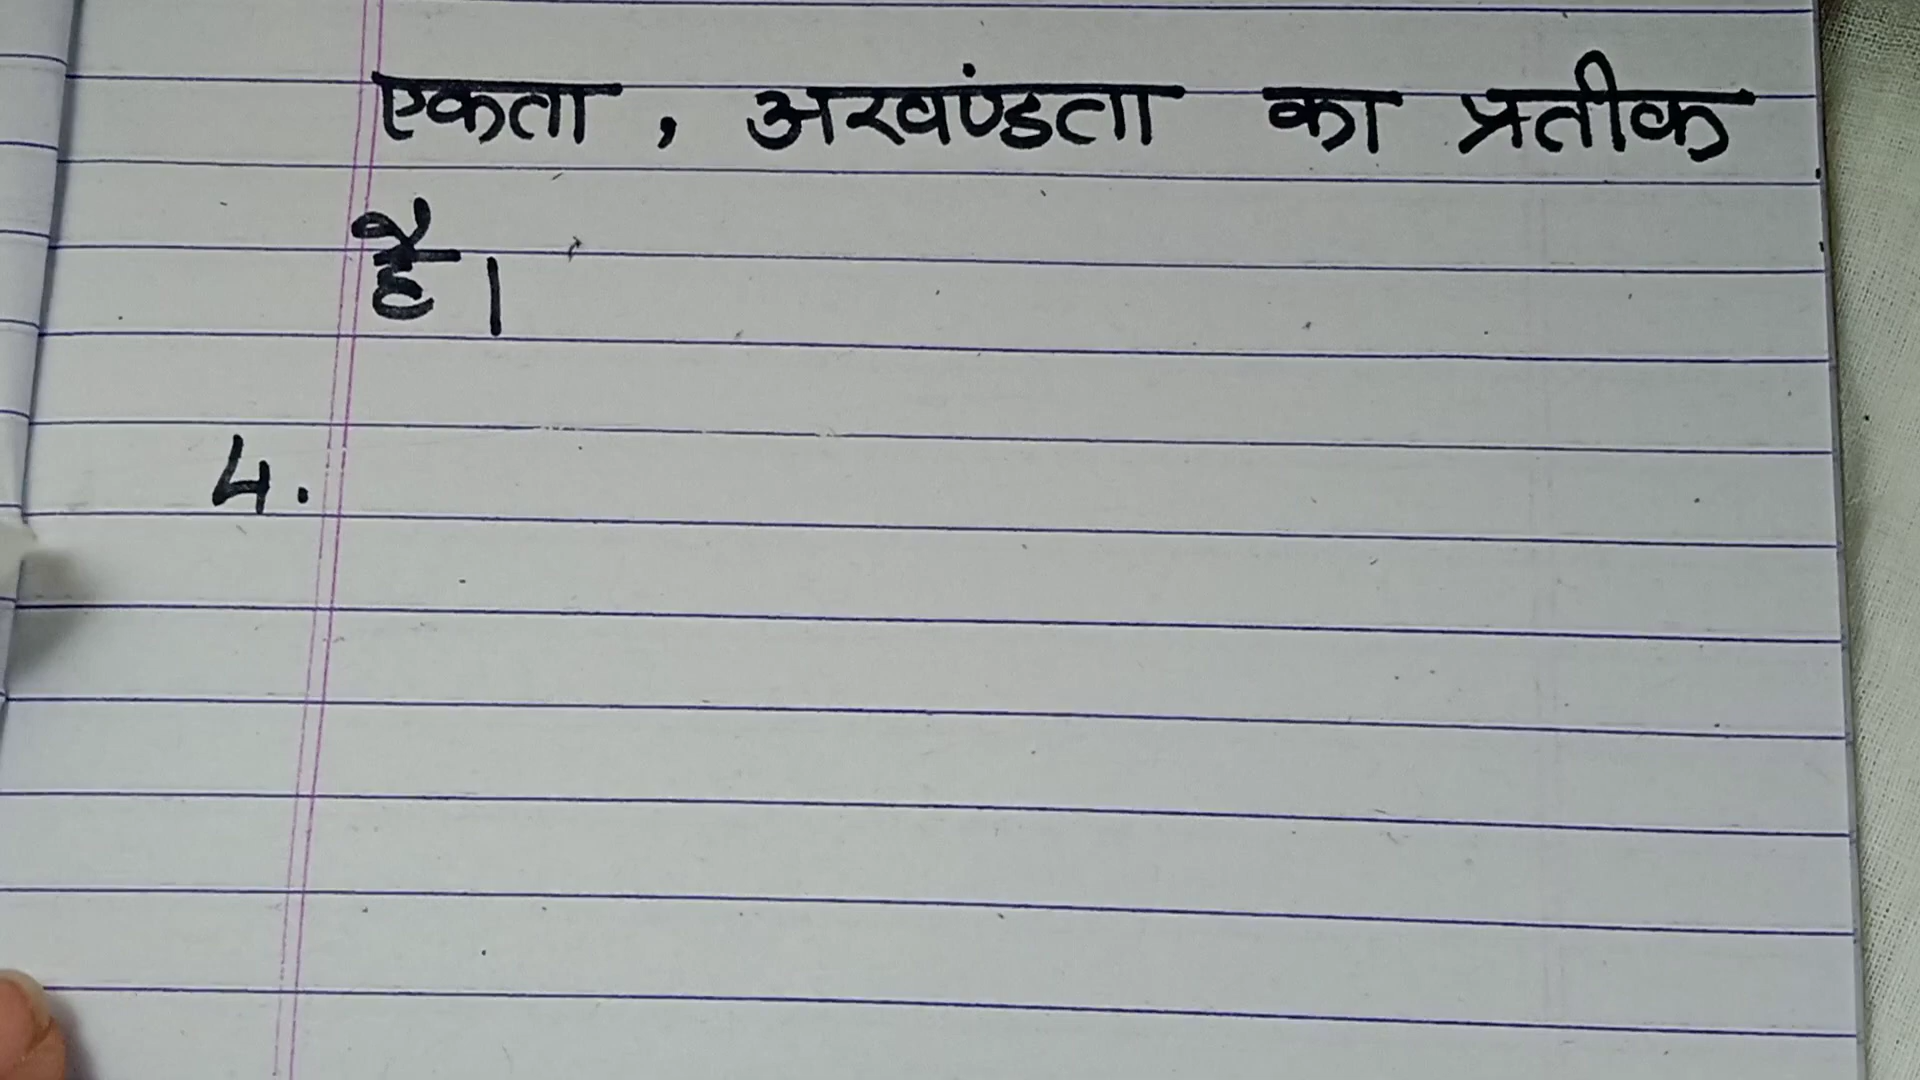 एकता, अखंण्डता का प्रतीक
है।
4.